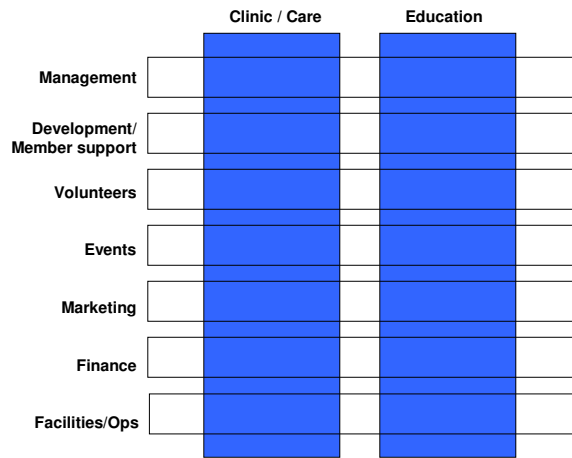 Clinic / Care
Education
Management
Development/
Member support
Volunteers
Events
Marketing
Finance
Facilities/Ops